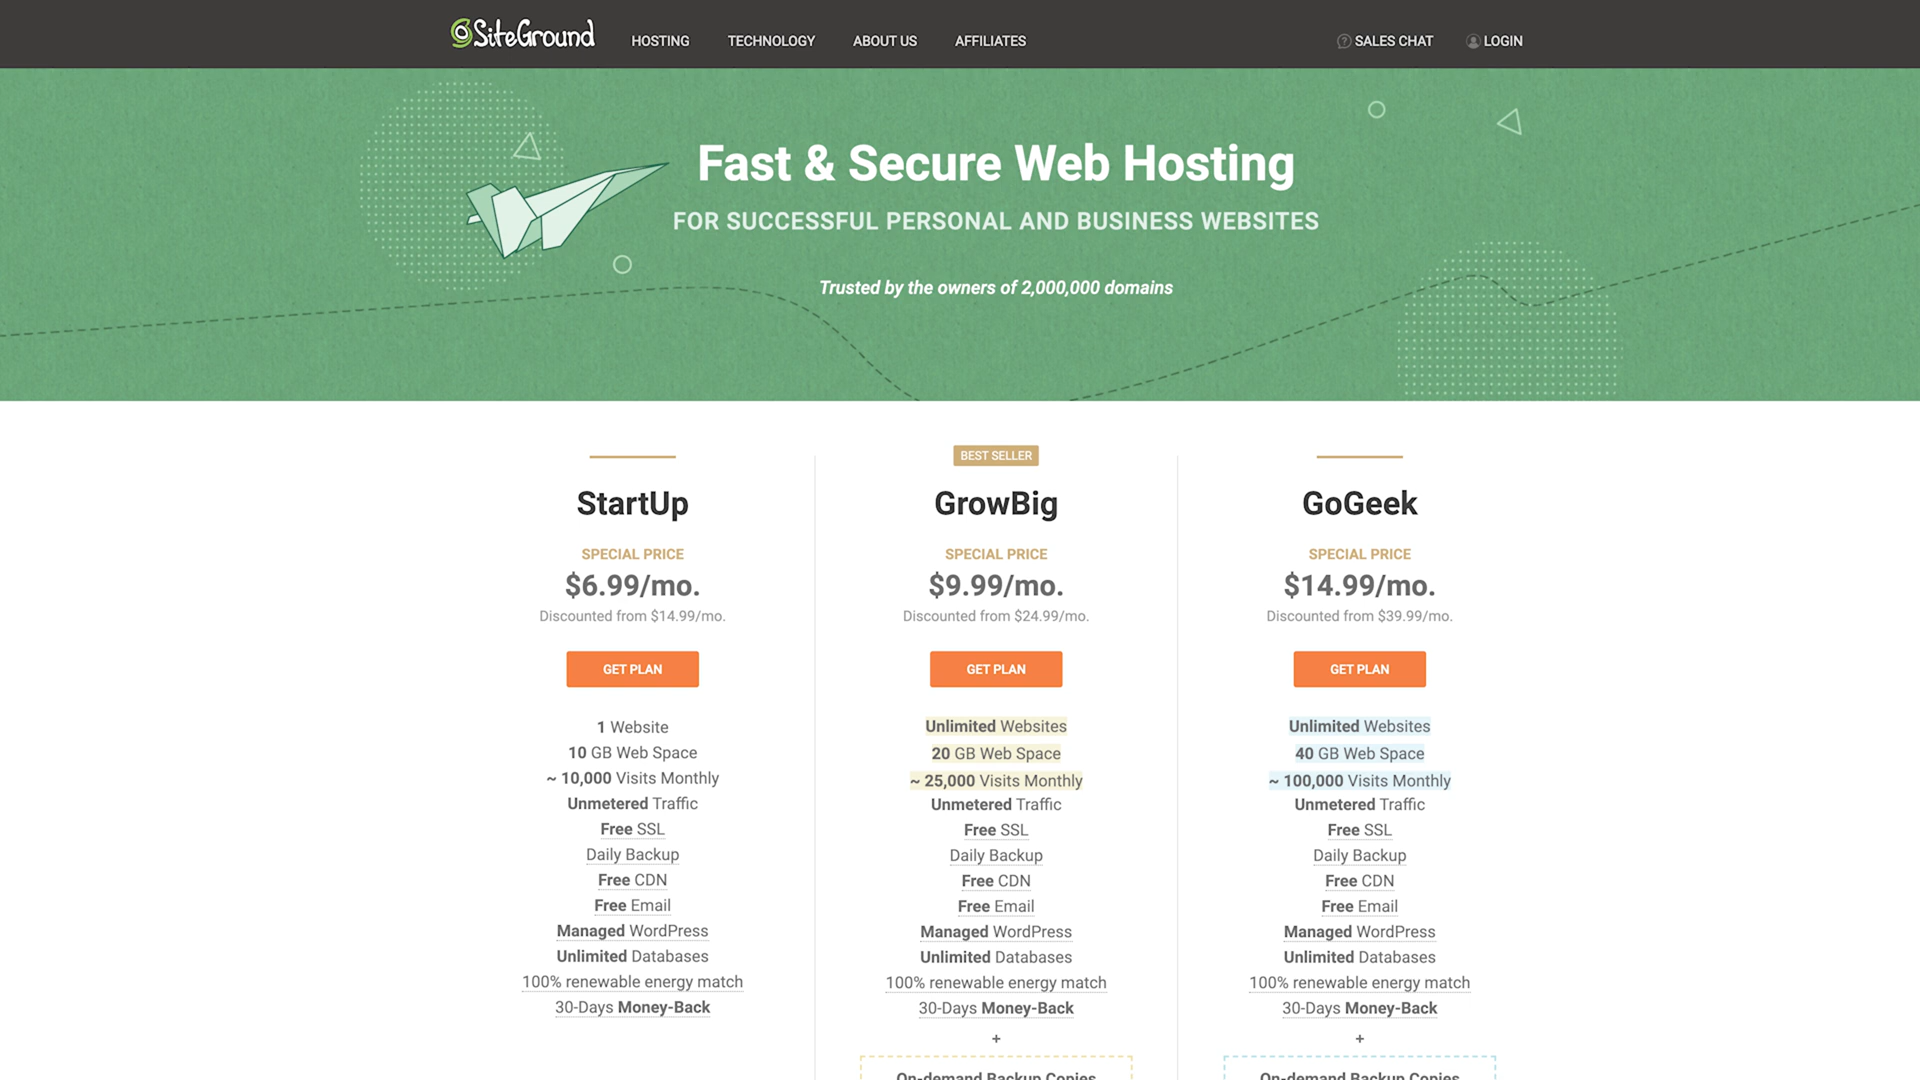 SiteGround HOSTING TECHNOLOGY ABOUT US AFFILIATES SALES CHAT LOGIN
Fast & Secure Web Hosting
FOR SUCCESSFUL PERSONAL AND BUSINESS WEBSITES
Trusted by the owners of 2,000,000 domains
StartUp
SPECIAL PRICE
$6.99/mo.
Discounted from $14.99/mo.
GET PLAN
1 Website
10 GB Web Space
~ 10,000 Visits Monthly
Unmetered Traffic
Free SSL
Daily Backup
Free CDN
Free Email
Managed WordPress
Unlimited Databases
100% renewable energy match
30-Days Money-Back
BEST SELLER
GrowBig
SPECIAL PRICE
$9.99/mo.
Discounted from $24.99/mo.
GET PLAN
Unlimited Websites
20 GB Web Space
~ 25,000 Visits Monthly
Unmetered Traffic
Free SSL
Daily Backup
Free CDN
Free Email
Managed WordPress
Unlimited Databases
100% renewable energy match
30-Days Money-Back
+
On-demand Backup Copies
GoGeek
SPECIAL PRICE
$14.99/mo.
Discounted from $39.99/mo.
GET PLAN
Unlimited Websites
40 GB Web Space
~ 100,000 Visits Monthly
Unmetered Traffic
Free SSL
Daily Backup
Free CDN
Free Email
Managed WordPress
Unlimited Databases
100% renewable energy match
30-Days Money-Back
+
On-demand Backup Copies